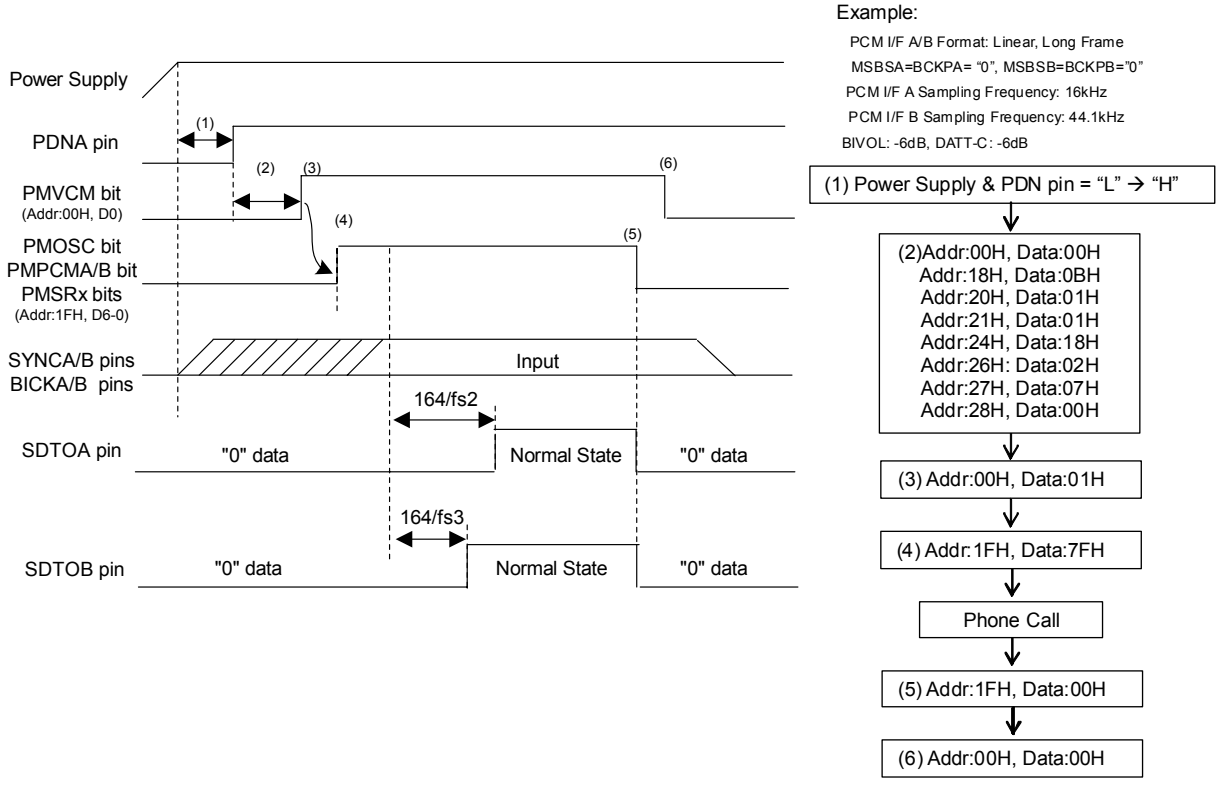 Power Supply
PDNA pin
PMVCM bit
(Addr:00H, D0)
PMOSC bit
PMPCMA/B bit
PMSRx bits
(Addr:1FH, D6-0)
SYNCA/B pins
BICKA/B pins
SDTOA pin
SDTOB pin
(1)
(2)
(3)
(6)
(4)
(5)
Input
164/fs2
"0" data
Normal State
"0" data
164/fs3
"0" data
Normal State
"0" data
Example:
PCM I/F A/B Format: Linear, Long Frame
MSBSA=BCKPA= “0”, MSBSB=BCKPB=”0”
PCM I/F A Sampling Frequency: 16kHz
PCM I/F B Sampling Frequency: 44.1kHz
BIVOL: -6dB, DATT-C: -6dB
(1) Power Supply & PDN pin = “L” → “H”
(2)Addr:00H, Data:00H
Addr:18H, Data:0BH
Addr:20H, Data:01H
Addr:21H, Data:01H
Addr:24H, Data:18H
Addr:26H: Data:02H
Addr:27H, Data:07H
Addr:28H, Data:00H
(3) Addr:00H, Data:01H
(4) Addr:1FH, Data:7FH
Phone Call
(5) Addr:1FH, Data:00H
(6) Addr:00H, Data:00H